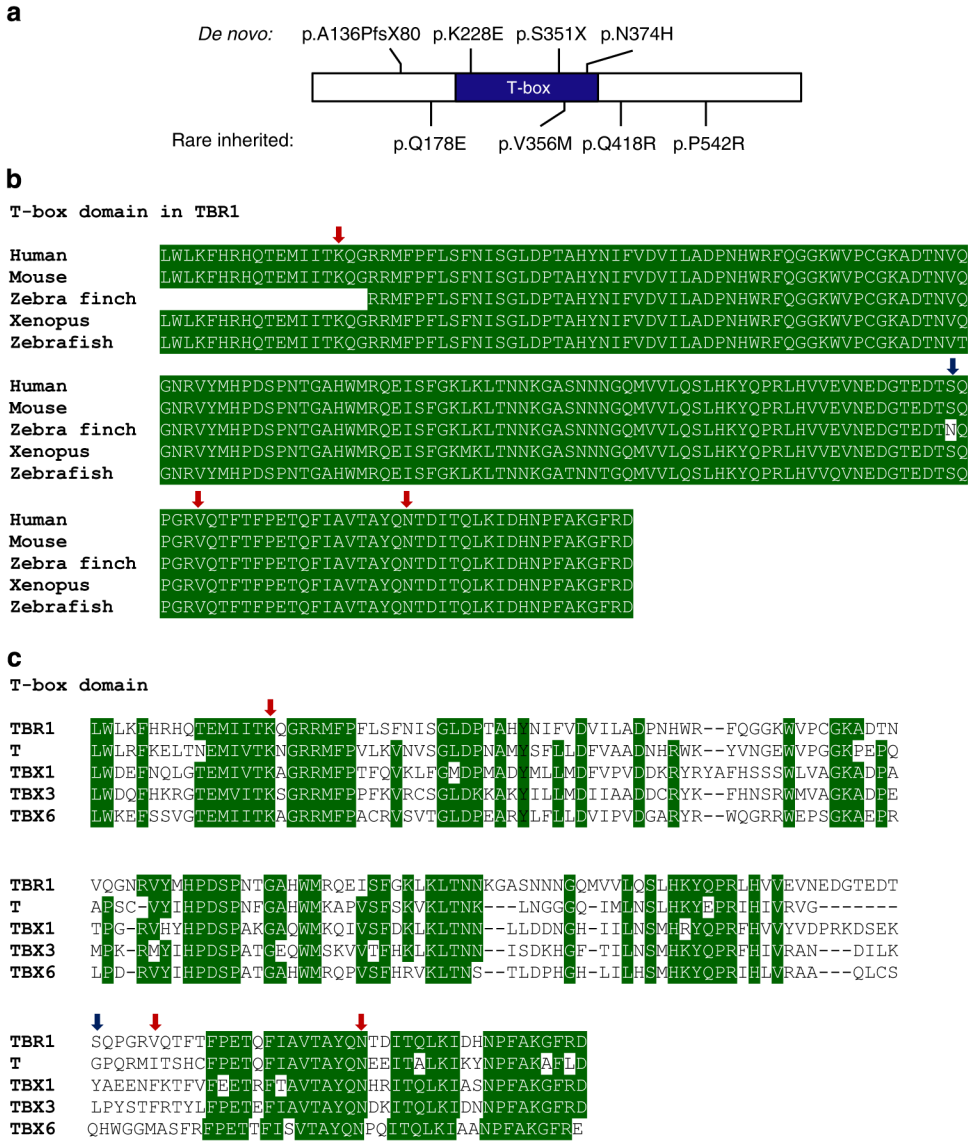 a
De novo: p.A136PfsX80 p.K228E p.S351X p.N374H
T-box
Rare inherited: p.Q178E p.V356M p.Q418R p.P542R
b
T-box domain in TBR1
Human LWLKFHRHQTEMIITKQGRRMFPFLSFNISGLDPTAHYNIFVDVILADPNHWRFQGGKWVPCGKADTNVQ
Mouse LWLKFHRHQTEMIITKQGRRMFPFLSFNISGLDPTAHYNIFVDVILADPNHWRFQGGKWVPCGKADTNVQ
Zebra finch RRMFPFLSFNISGLDPTAHYNIFVDVILADPNHWRFQGGKWVPCGKADTNVQ
Xenopus LWLKFHRHQTEMIITKQGRRMFPFLSFNISGLDPTAHYNIFVDVILADPNHWRFQGGKWVPCGKADTNVQ
Zebrafish LWLKFHRHQTEMIITKQGRRMFPFLSFNISGLDPTAHYNIFVDVILADPNHWRFQGGKWVPCGKADTNVT
Human GNRVYMHPDSPNTGAHWMRQEISFGKLKLTNNKGASNNNGQMVVLQSLHKYQPRLHVVEVNEDGTEDTSQ
Mouse GNRVYMHPDSPNTGAHWMRQEISFGKLKLTNNKGASNNNGQMVVLQSLHKYQPRLHVVEVNEDGTEDTSQ
Zebra finch GNRVYMHPDSPNTGAHWMRQEISFGKLKLTNNKGASNNNGQMVVLQSLHKYQPRLHVVEVNEDGTEDTNQ
Xenopus GNRVYMHPDSPNTGAHWMRQEISFGKMKLTNNKGASNNNGQMVVLQSLHKYQPRLHVVEVNEDGTEDTSQ
Zebrafish GNRVYMHPDSPNTGAHWMRQEISFGKLKLTNNKGATNNTGQMVVLQSLHKYQPRLHVVQVNEDGTEDTSQ
Human PGRVQTFTFPETQFIAVTAYQNTDITQLKIDHNPFAKGFRD
Mouse PGRVQTFTFPETQFIAVTAYQNTDITQLKIDHNPFAKGFRD
Zebra finch PGRVQTFTFPETQFIAVTAYQNTDITQLKIDHNPFAKGFRD
Xenopus PGRVQTFTFPETQFIAVTAYQNTDITQLKIDHNPFAKGFRD
Zebrafish PGRVQTFTFPETQFIAVTAYQNTDITQLKIDHNPFAKGFRD
c
T-box domain
TBR1 LWLKFHRHQTEMIITKQGRRMFPFLSFNISGLDPTAHYNIFVDVILADPNHWR--FQGGKWVPCGKADTN
T LWLRFKELTNEMIVTKNGRRMFPVLKVNVSGLDPNAMYSFLLDFVAADNHRWK--YVNGEWVPGGKPEPQ
TBX1 LWDEFNQLGTEMIVTKAGRRMFPTFQVKLFGMDPMADYMLLMDFVPVDDKRYRYAFHSSSWLVAGKADPA
TBX3 LWDQFHKRGTEMVITKSGRRMFPPFKVRCSGLDKKAKYILLMDIIAADDCRYK--FHNSRWMVAGKADPE
TBX6 LWKEFSSVGTEMIITKAGRRMFPACRVSVTGLDPEARYLFLLDVIPVDGARYR--WQGRRWEPSGKAEPR
TBR1 VQGNRVYMHPDSPNTGAHWMRQEISFGKLKLTNNKGASNNNGQMVVLQSLHKYQPRLHVVEVNEDGTEDT
T APSC-VYIHPDSPNFGAHWMKAPVSFSKVKLTNK---LNGGGQ-IMLNSLHKYEPRIHIVRVG-------
TBX1 TPG-RVHYHPDSPAKGAQWMKQIVSFDKLKLTNN---LLDDNGH-IILNSMHRYQPRFHVVYVDPRKDSEK
TBX3 MPK-RMYIHPDSPATGEQWMSKVVTFHKLKLTNN---ISDKHGF-TILNSMHKYQPRFHIVRAND---ILK
TBX6 LPD-RVYIHPDSPATGAHWMRQPVSFHRVKLTNS---TLDPHGH-LILHSMHKYQPRIHLVRAA---QLCS
TBR1 SQPGRVQTFTFPETQFIAVTAYQNTDITQLKIDHNPFAKGFRD
T GPQRMITSHCFPETQFIAVTAYQNEEITALKIKYNPFAKAFLD
TBX1 YAEENFKTFVFEETRFTAVTAYQNHRITQLKIASNPFAKGFRD
TBX3 LPYSTFRTYLFPETEFIAVTAYQNDKITQLKIDNNPFAKGFRD
TBX6 QHWGGMASFRFPETTFISVTAYQNPQITQLKIAANPFAKGFRE